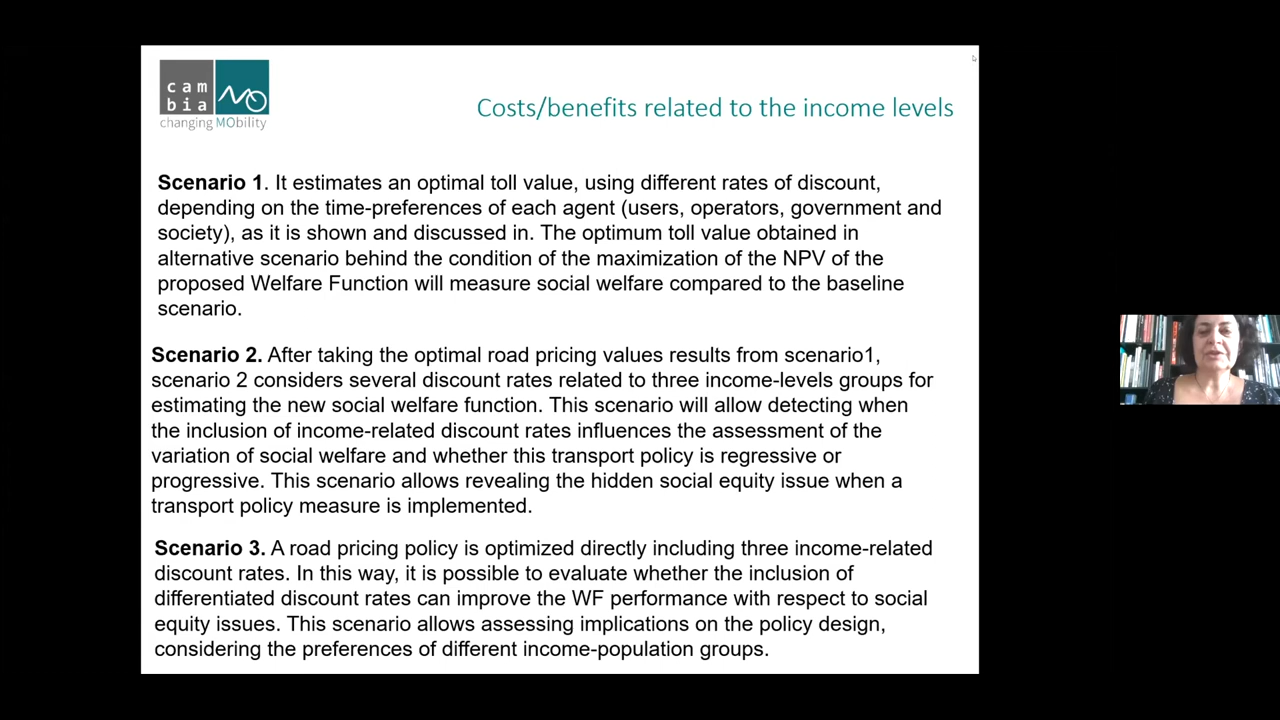 cam
bia
MO
changing MObility
Costs/benefits related to the income levels
Scenario 1. It estimates an optimal toll value, using different rates of discount,
depending on the time-preferences of each agent (users, operators, government and
society), as it is shown and discussed in. The optimum toll value obtained in
alternative scenario behind the condition of the maximization of the NPV of the
proposed Welfare Function will measure social welfare compared to the baseline
scenario.
Scenario 2. After taking the optimal road pricing values results from scenario1,
scenario 2 considers several discount rates related to three income-levels groups for
estimating the new social welfare function. This scenario will allow detecting when
the inclusion of income-related discount rates influences the assessment of the
variation of social welfare and whether this transport policy is regressive or
progressive. This scenario allows revealing the hidden social equity issue when a
transport policy measure is implemented.
Scenario 3. A road pricing policy is optimized directly including three income-related
discount rates. In this way, it is possible to evaluate whether the inclusion of
differentiated discount rates can improve the WF performance with respect to social
equity issues. This scenario allows assessing implications on the policy design,
considering the preferences of different income-population groups.